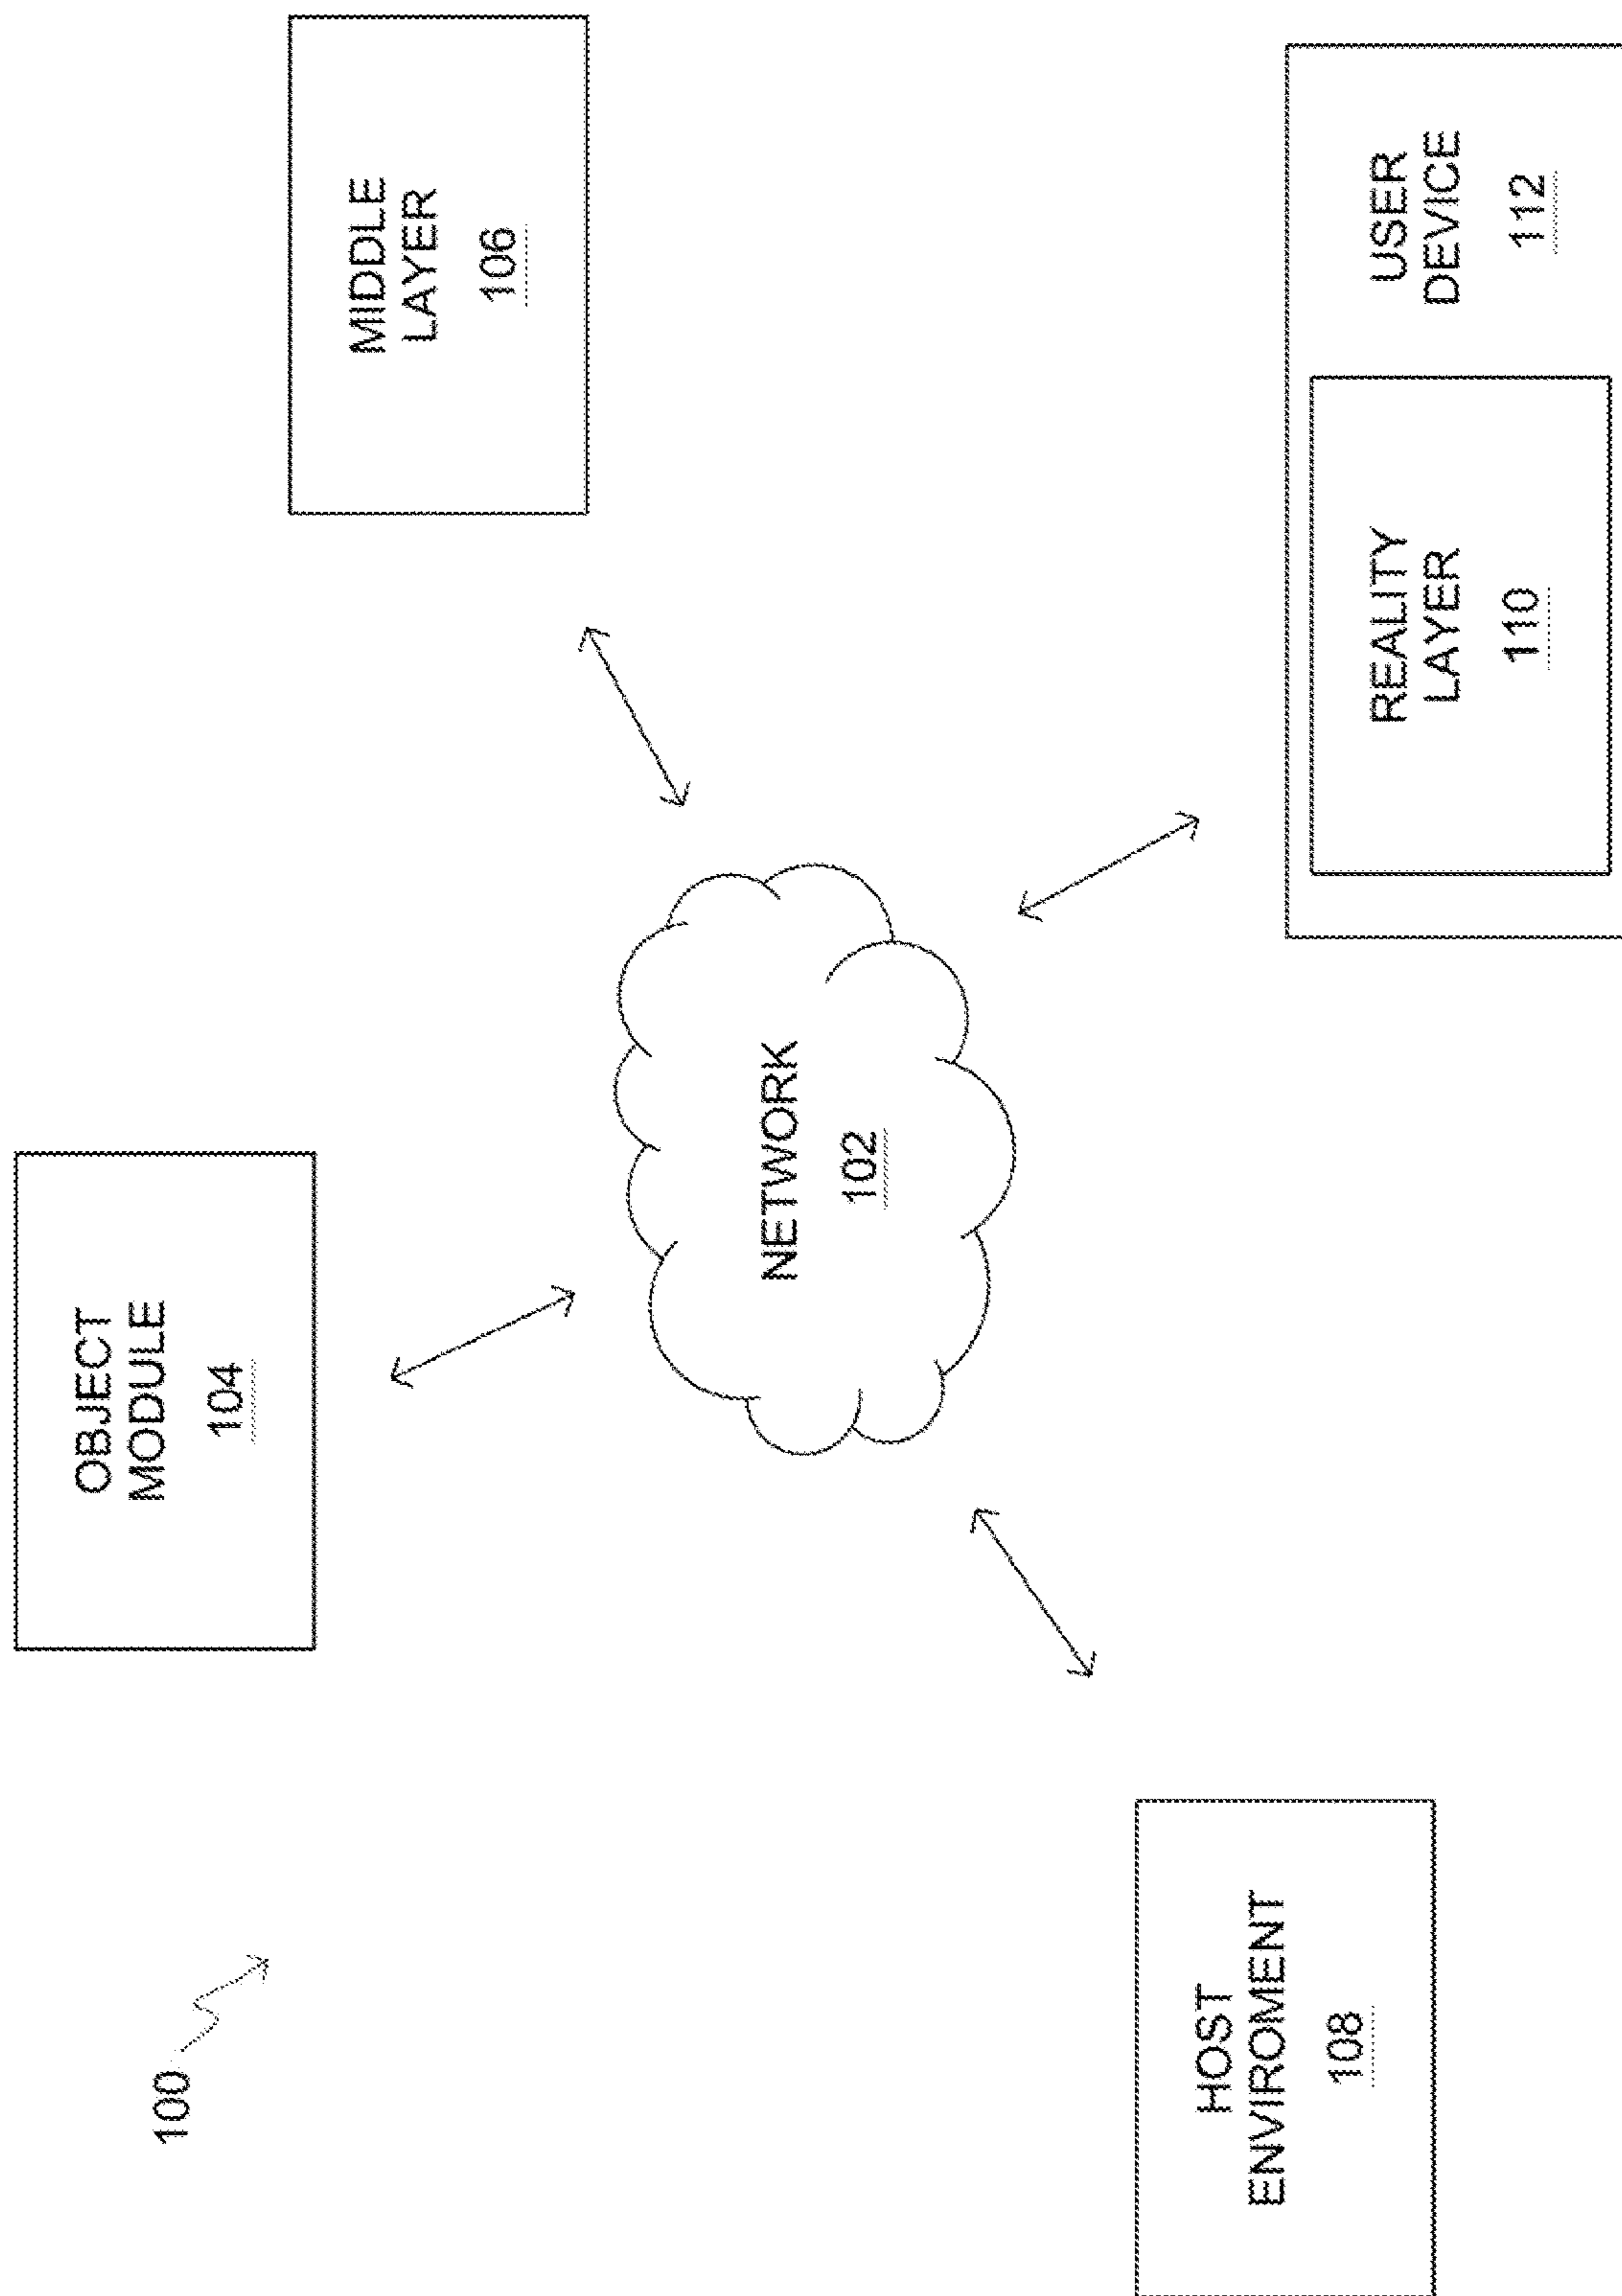 100
OBJECT
MODULE
104
MIDDLE
LAYER
106
NETWORK
102
HOST
ENVIROMENT
108
REALITY
LAYER
110
USER
DEVICE
112